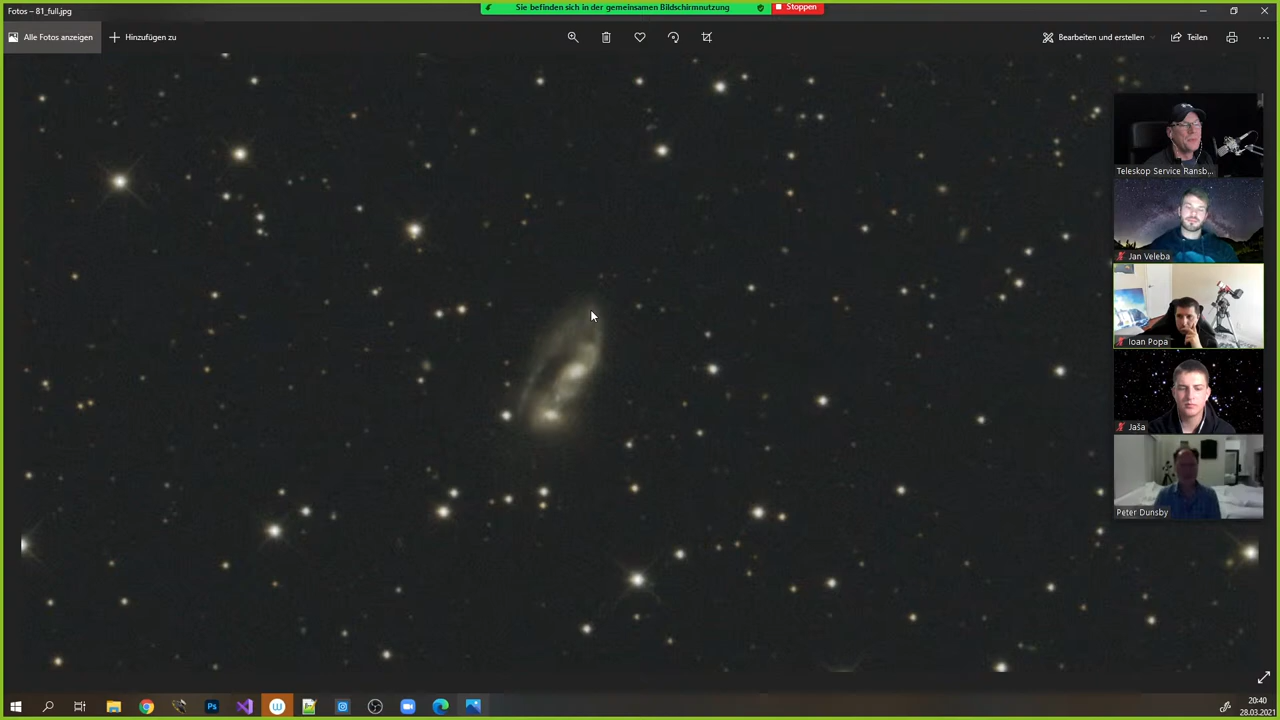 Fotos – 81_full.jpg
Sie befinden sich in der gemeinsamen Bildschirmnutzung
Stoppen
Alle Fotos anzeigen
Hinzufügen zu
Bearbeiten und erstellen
Teilen
Teleskop Service Ransb...
Jan Veleba
Ioan Popa
Jaša
Peter Dunsby
Ps
w
20:40
28.03.2021